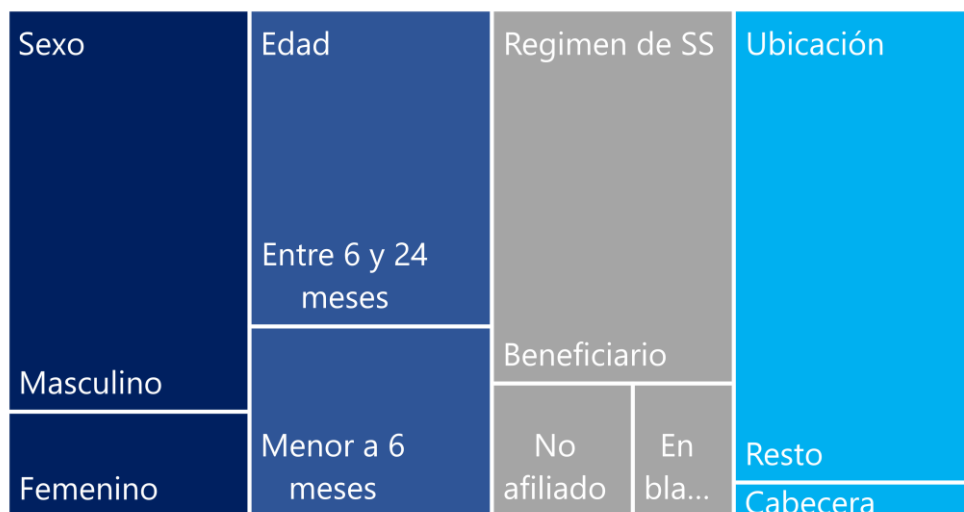 Sexo
Masculino
Femenino
Edad
Entre 6 y 24
meses
Menor a 6
meses
Regimen de SS
Beneficiario
No
afiliado
En
bla...
Ubicación
Resto
Cabecera